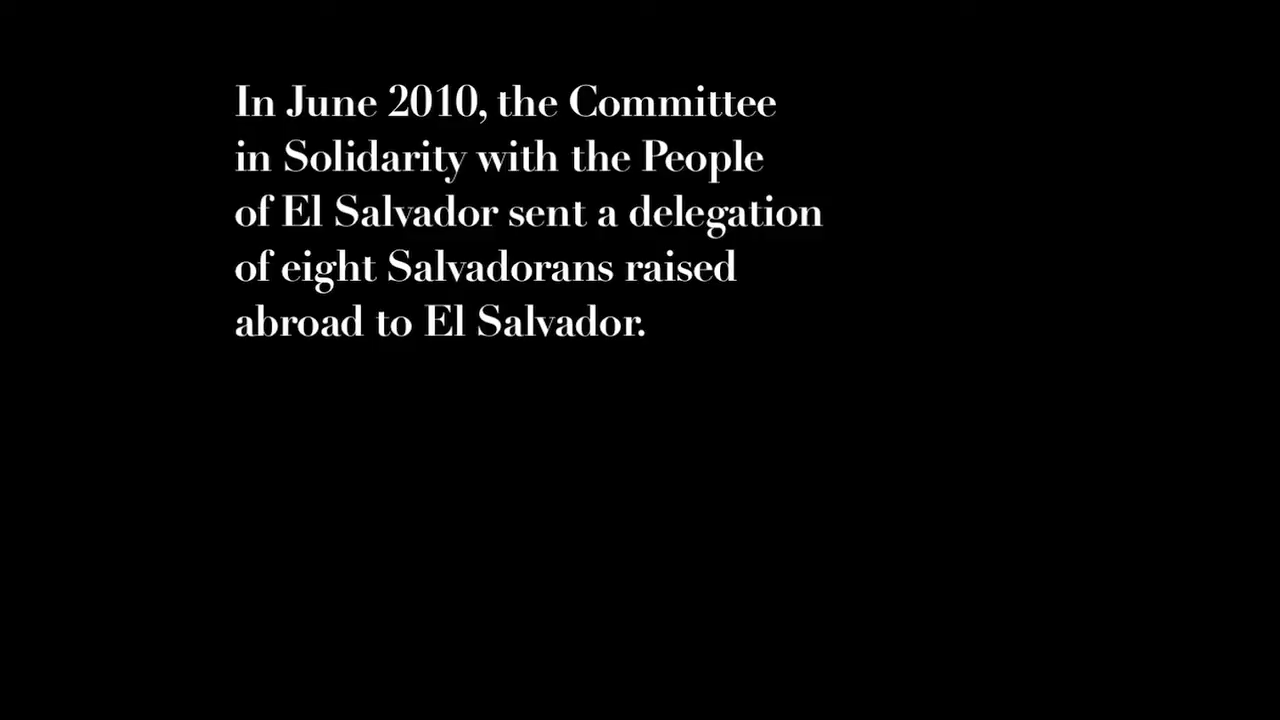 In June 2010, the Committee
in Solidarity with the People
of El Salvador sent a delegation
of eight Salvadorans raised
abroad to El Salvador.